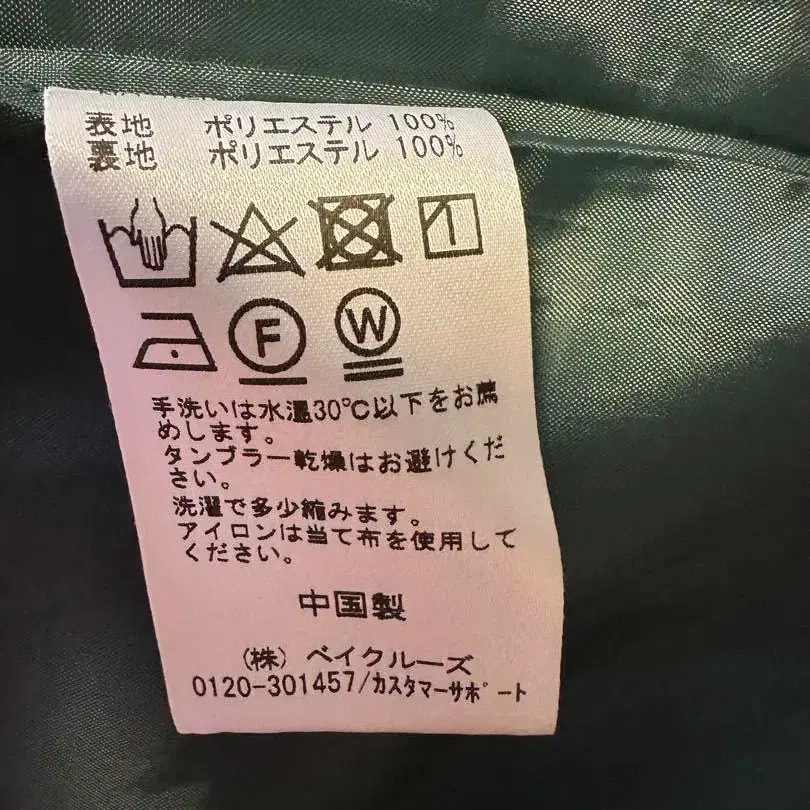 表地 ポリエステル 100%
裏地 ポリエステル 100%
F W
手洗いは水温30℃以下をお薦
めします。
タンブラー乾燥はお避けくだ
さい。
洗濯で多少縮みます。
アイロンは当て布を使用して
ください。
中国製
(株) ベイクルーズ
0120-301457/カスタマーサポート